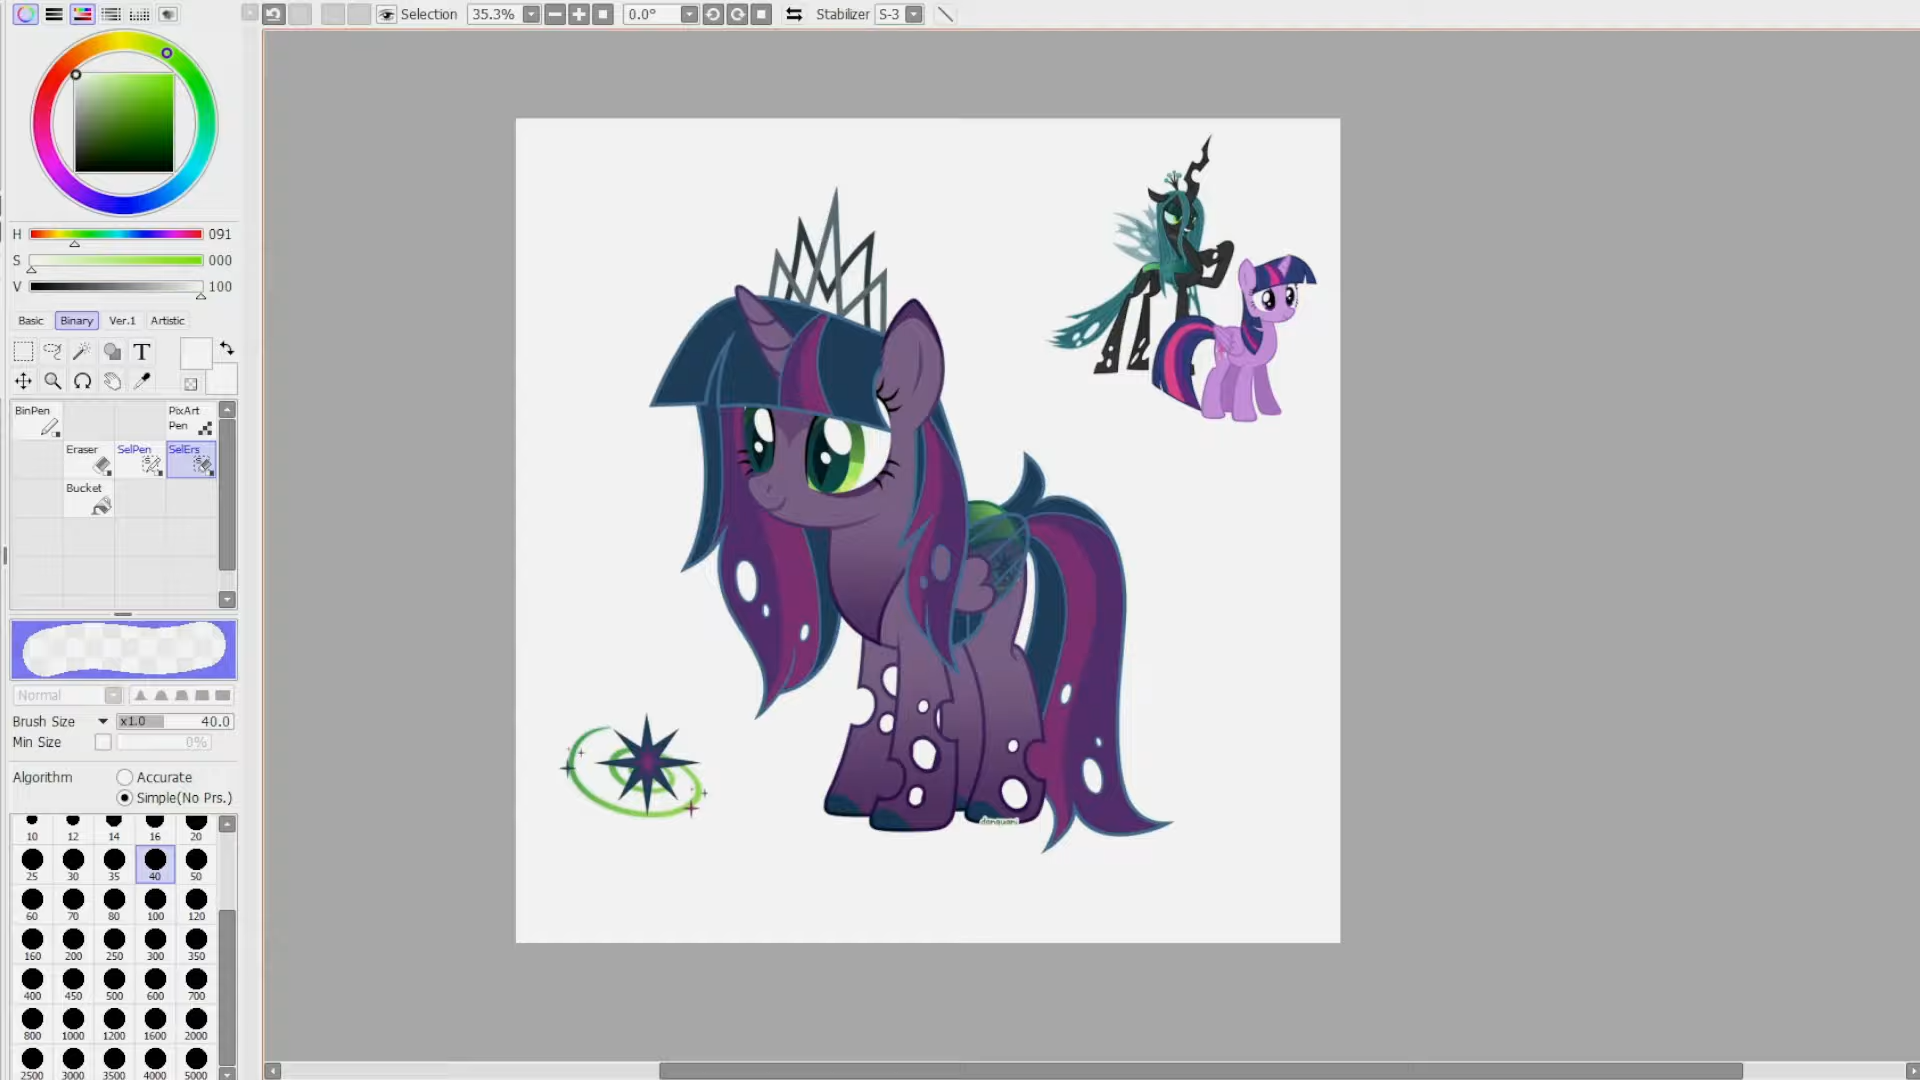 Selection 35.3% 0.0° Stabilizer S-3
H 091
S 000
V 100
Basic Binary Ver.1 Artistic
T
BinPen PixArt Pen
Eraser SelPen SelErs
Bucket
Normal
Brush Size x1.0 40.0
Min Size 0%
Algorithm Accurate
Simple(No Prs.)
10 12 14 16 20
25 30 35 40 50
60 70 80 100 120
160 200 250 300 350
400 450 500 600 700
800 1000 1200 1600 2000
2500 3000 3500 4000 5000